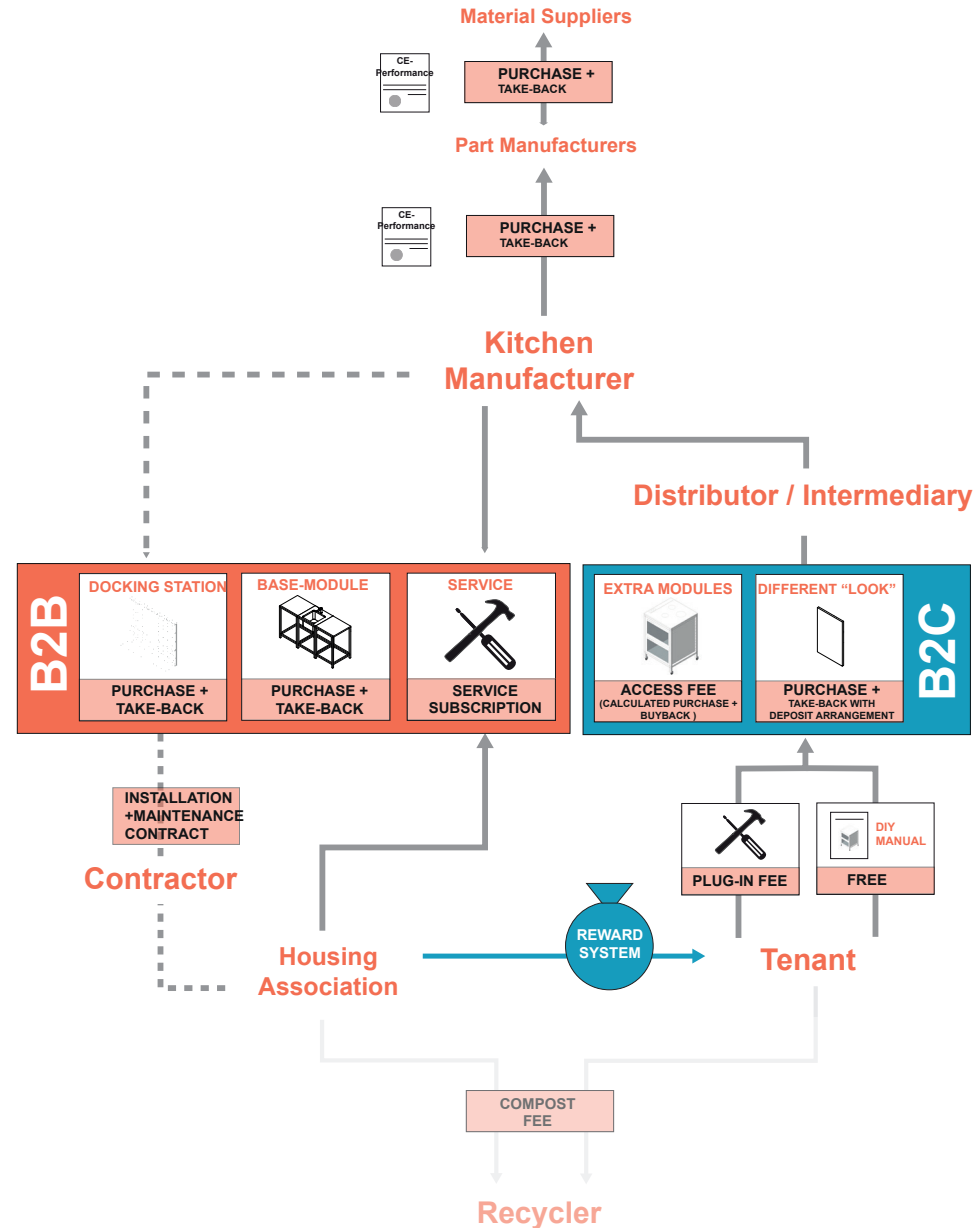 Material Suppliers
CE-
Performance
PURCHASE +
TAKE-BACK
Part Manufacturers
CE-
Performance
PURCHASE +
TAKE-BACK
Kitchen
Manufacturer
Distributor / Intermediary
B2B
DOCKING STATION
PURCHASE +
TAKE-BACK
BASE-MODULE
PURCHASE +
TAKE-BACK
SERVICE
SERVICE
SUBSCRIPTION
EXTRA MODULES
ACCESS FEE
(CALCULATED PURCHASE +
BUYBACK )
DIFFERENT “LOOK”
PURCHASE +
TAKE-BACK WITH
DEPOSIT ARRANGEMENT
B2C
INSTALLATION
+MAINTENANCE
CONTRACT
Contractor
PLUG-IN FEE
DIY
MANUAL
FREE
Housing
Association
REWARD
SYSTEM
Tenant
COMPOST
FEE
Recycler